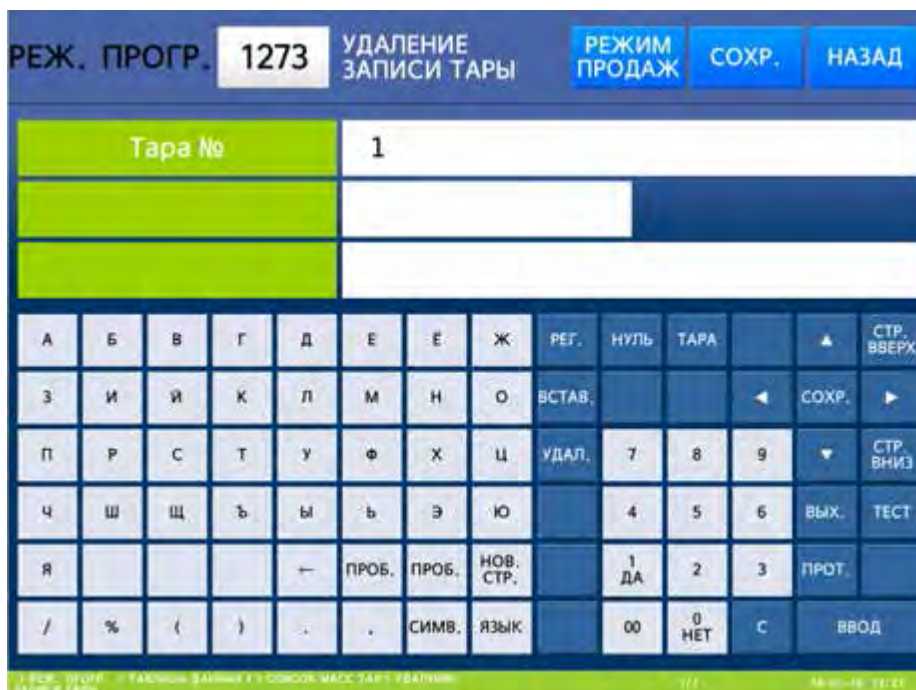 РЕЖ. ПРОГР. 1273 УДАЛЕНИЕ ЗАПИСИ ТАРЫ РЕЖИМ ПРОДАЖ СОХР. НАЗАД
Тара № 1
А Б В Г Д Е Ё Ж РЕГ. НУЛЬ ТАРА ▲ СТР. ВВЕРХ
З И Й К Л М Н О ВСТАВ. ◄ СОХР. ►
П Р С Т У Ф Х Ц УДАЛ. 7 8 9 ▼ СТР. ВНИЗ
Ч Ш Щ Ъ Ы Ь Э Ю 4 5 6 ВЫХ. ТЕСТ
Я ← ПРОБ. ПРОБ. НОВ. СТР. 1 ДА 2 3 ПРОТ.
/ % ( ) . , СИМВ. ЯЗЫК 00 0 НЕТ С ВВОД